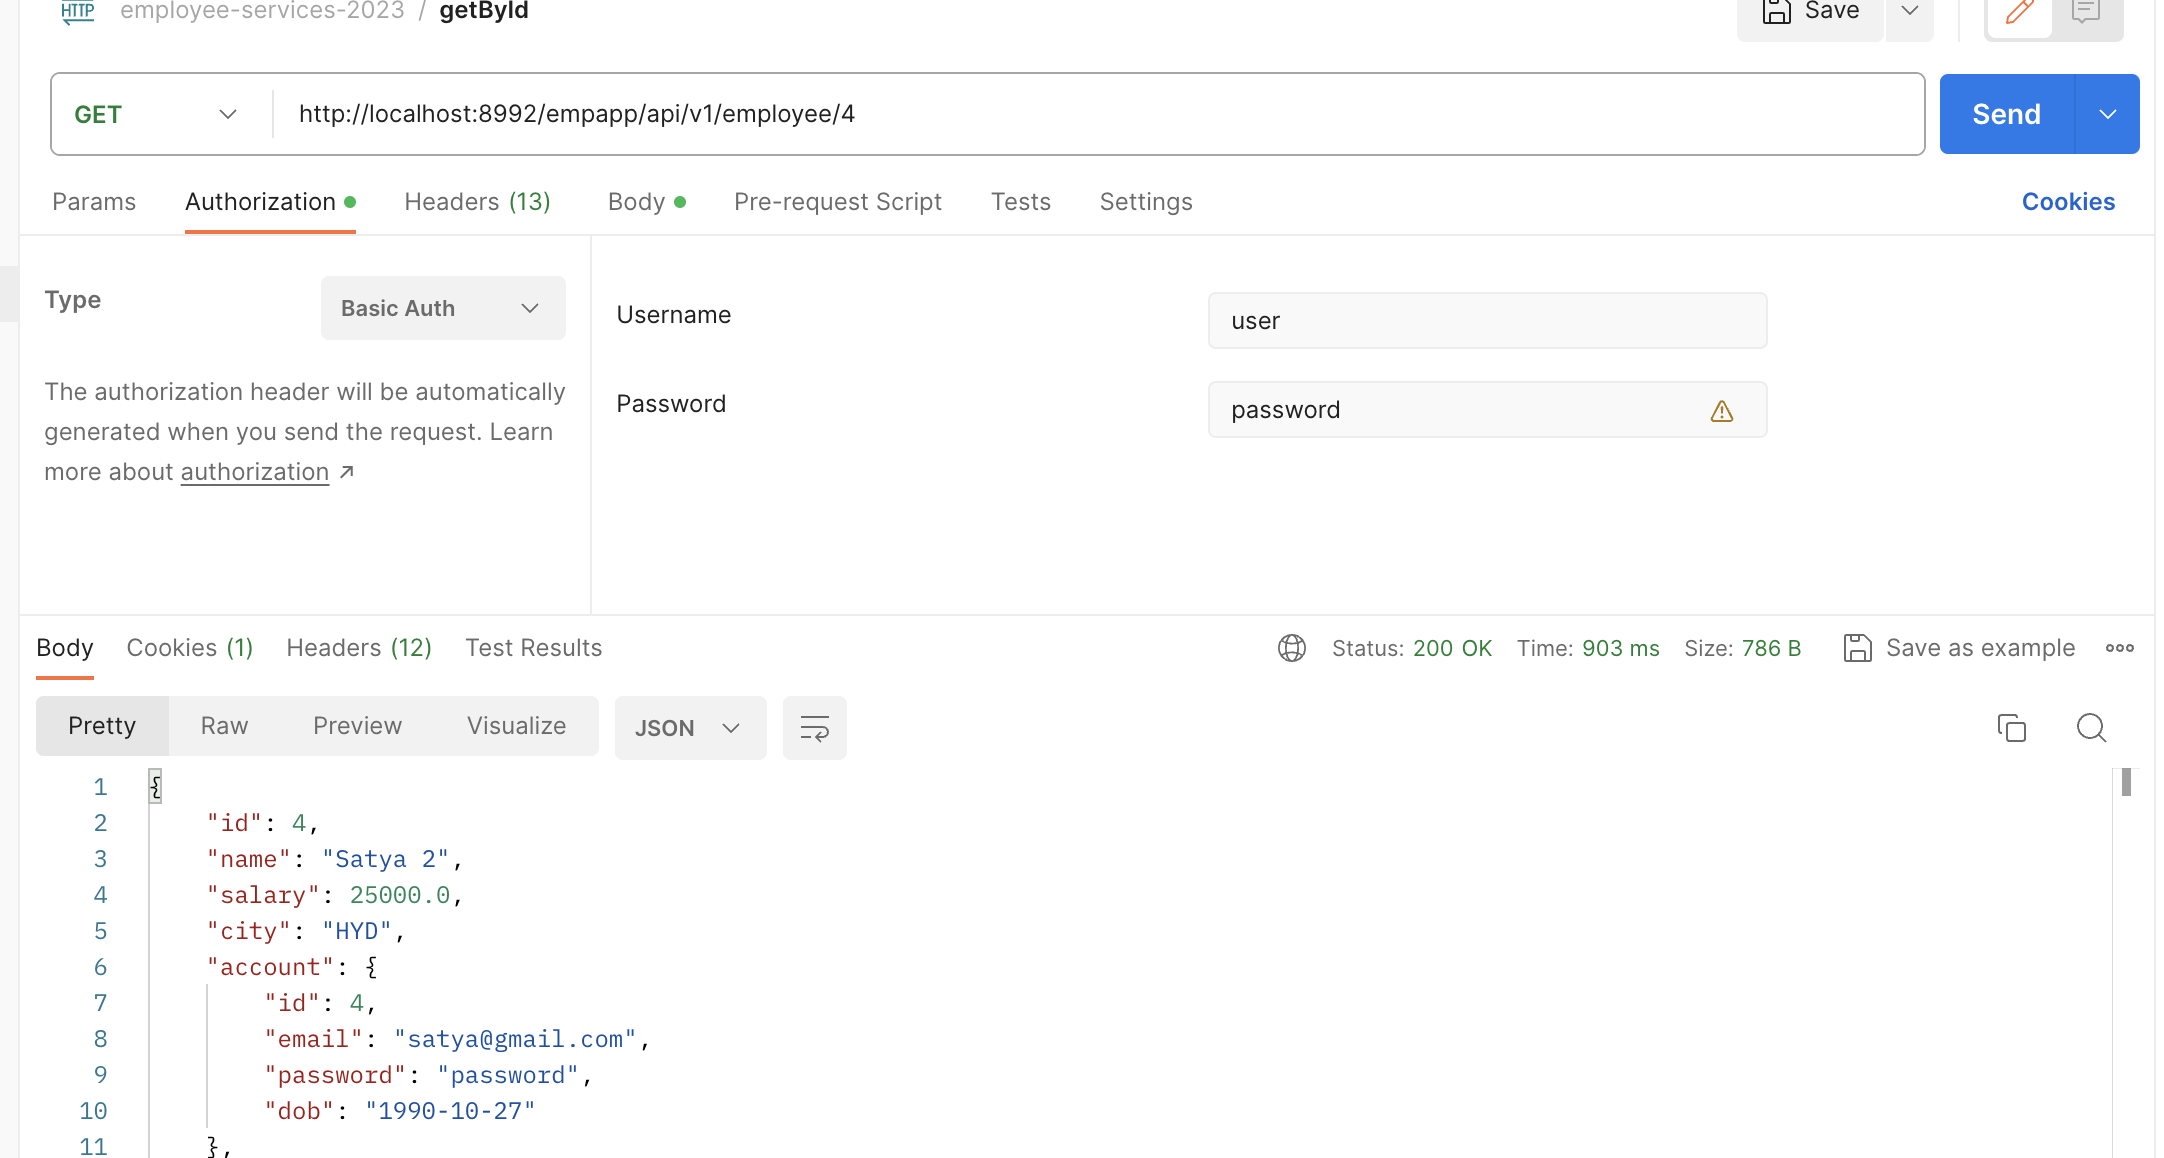 HTTP employee-services-2023 / getById Save
GET http://localhost:8992/empapp/api/v1/employee/4 Send
Params Authorization Headers (13) Body Pre-request Script Tests Settings Cookies
Type Basic Auth
The authorization header will be automatically
generated when you send the request. Learn
more about authorization ↗
Username user
Password password
Body Cookies (1) Headers (12) Test Results Status: 200 OK Time: 903 ms Size: 786 B Save as example
Pretty Raw Preview Visualize JSON
1 {
2 "id": 4,
3 "name": "Satya 2",
4 "salary": 25000.0,
5 "city": "HYD",
6 "account": {
7 "id": 4,
8 "email": "satya@gmail.com",
9 "password": "password",
10 "dob": "1990-10-27"
11 },